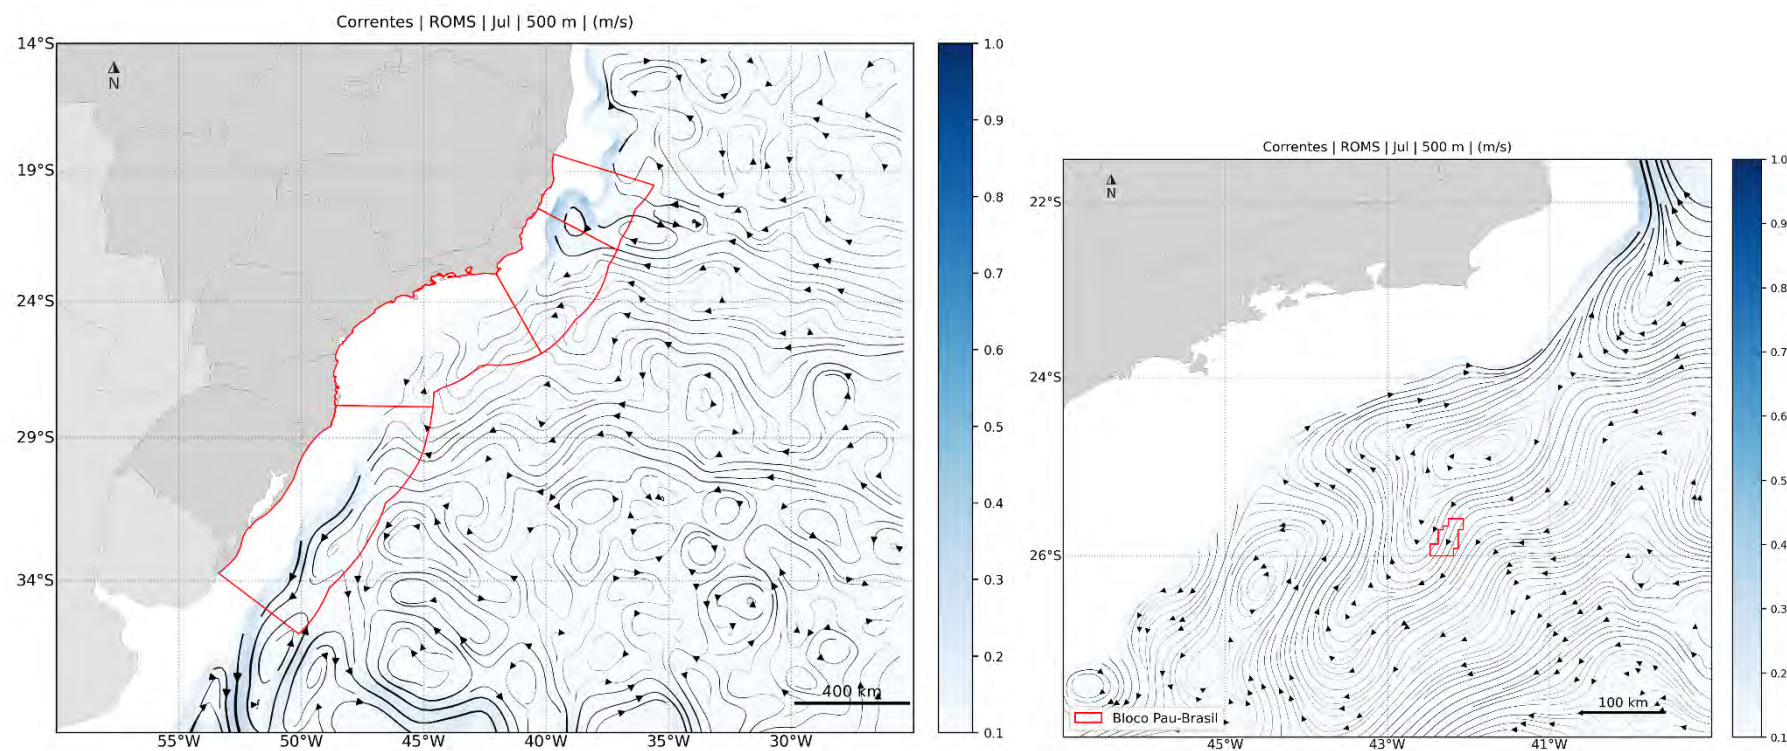 Correntes | ROMS | Jul | 500 m | (m/s)
14°S
19°S
24°S
29°S
34°S
N
55°W
50°W
45°W
40°W
35°W
30°W
400 km
1.0
0.9
0.8
0.7
0.6
0.5
0.4
0.3
0.2
0.1
Correntes | ROMS | Jul | 500 m | (m/s)
22°S
24°S
26°S
N
45°W
43°W
41°W
Bloco Pau-Brasil
100 km
1.0
0.9
0.8
0.7
0.6
0.5
0.4
0.3
0.2
0.1